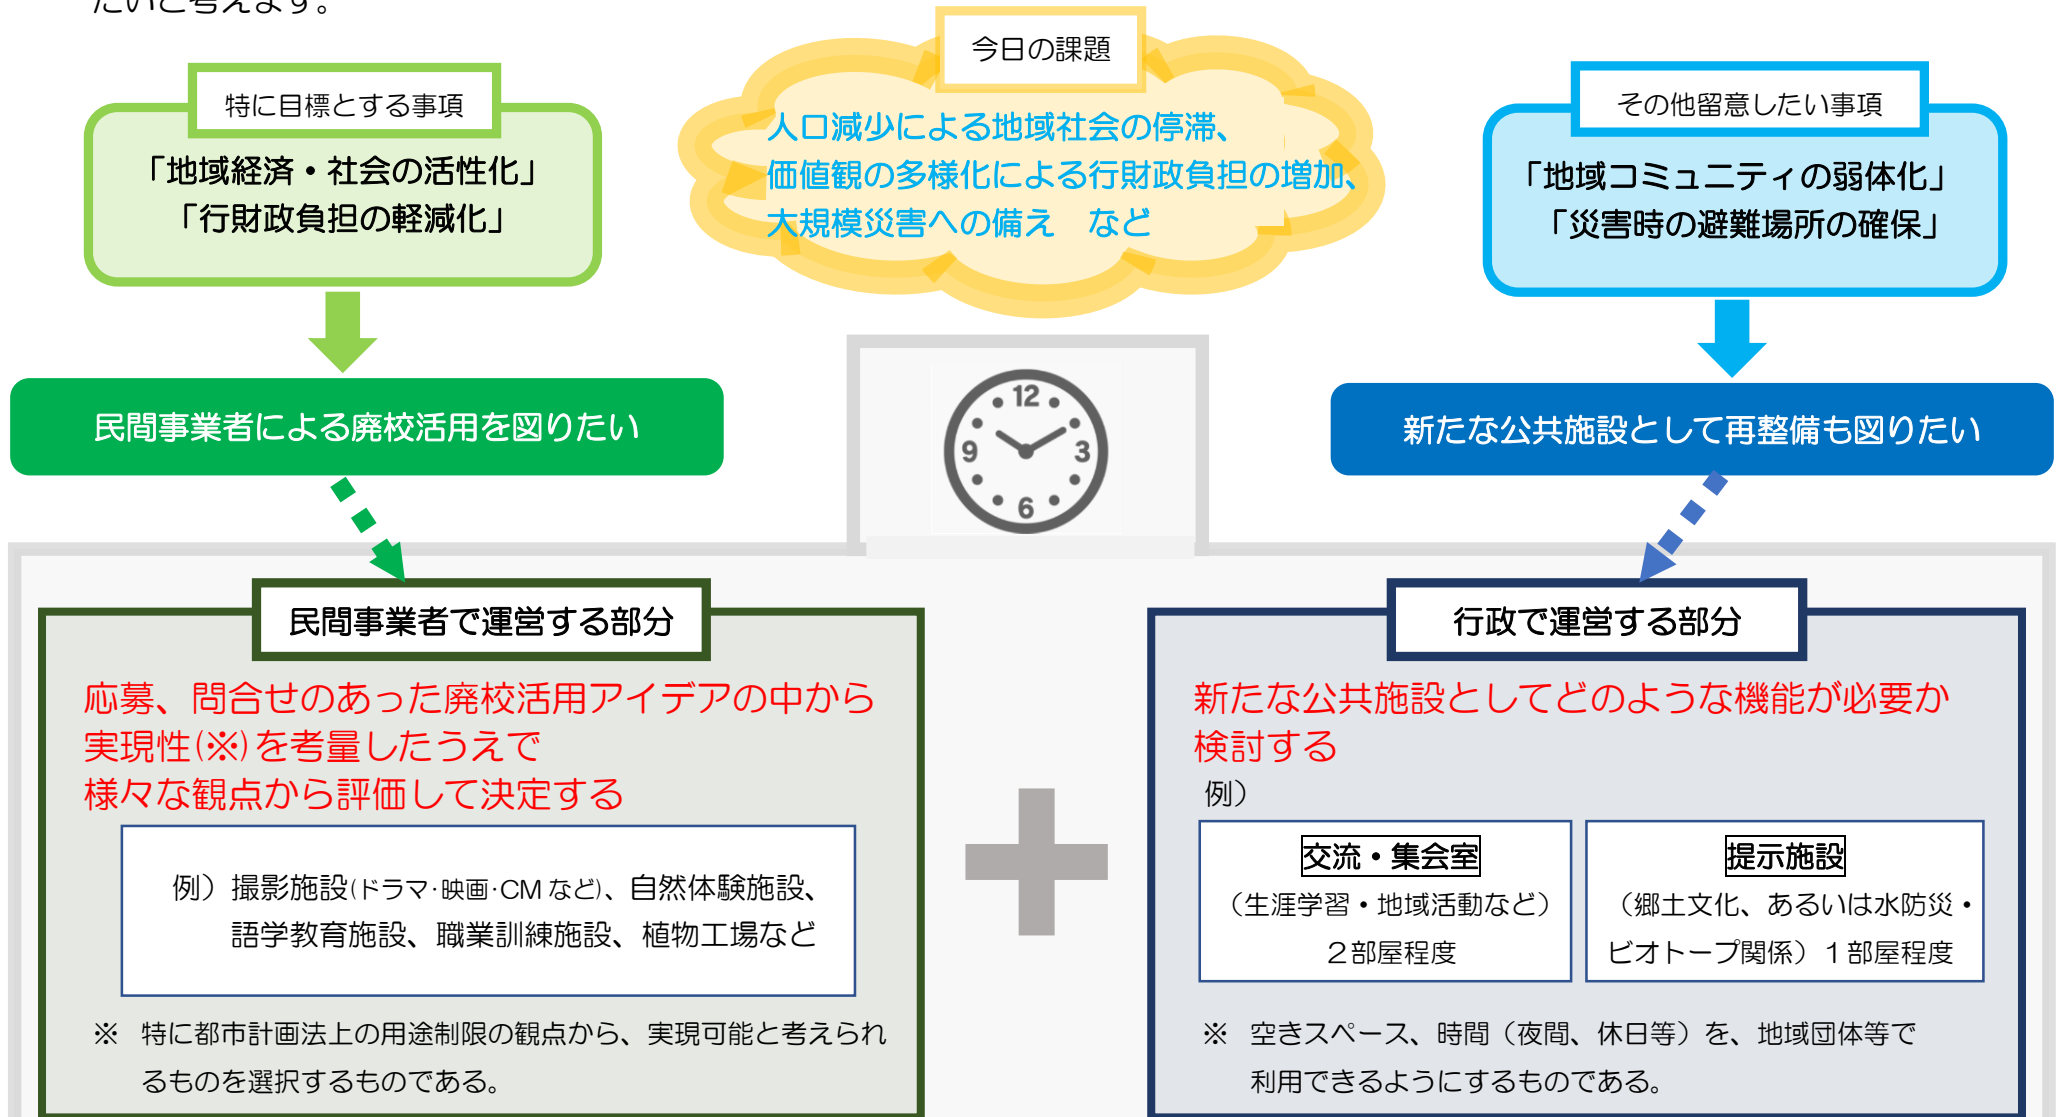 たいと考えます。
今日の課題
人口減少による地域社会の停滞、
価値観の多様化による行財政負担の増加、
大規模災害への備え　など
特に目標とする事項
「地域経済・社会の活性化」
「行財政負担の軽減化」
その他留意したい事項
「地域コミュニティの弱体化」
「災害時の避難場所の確保」
民間事業者による廃校活用を図りたい
12
9
3
6
新たな公共施設として再整備も図りたい
民間事業者で運営する部分
応募、問合せのあった廃校活用アイデアの中から
実現性(※)を考量したうえで
様々な観点から評価して決定する
例）撮影施設(ドラマ・映画・CM など)、自然体験施設、
語学教育施設、職業訓練施設、植物工場など
※　特に都市計画法上の用途制限の観点から、実現可能と考えられ
るものを選択するものである。
行政で運営する部分
新たな公共施設としてどのような機能が必要か
検討する
例）
交流・集会室
（生涯学習・地域活動など）
２部屋程度
提示施設
（郷土文化、あるいは水防災・
ビオトープ関係）１部屋程度
※　空きスペース、時間（夜間、休日等）を、地域団体等で
利用できるようにするものである。